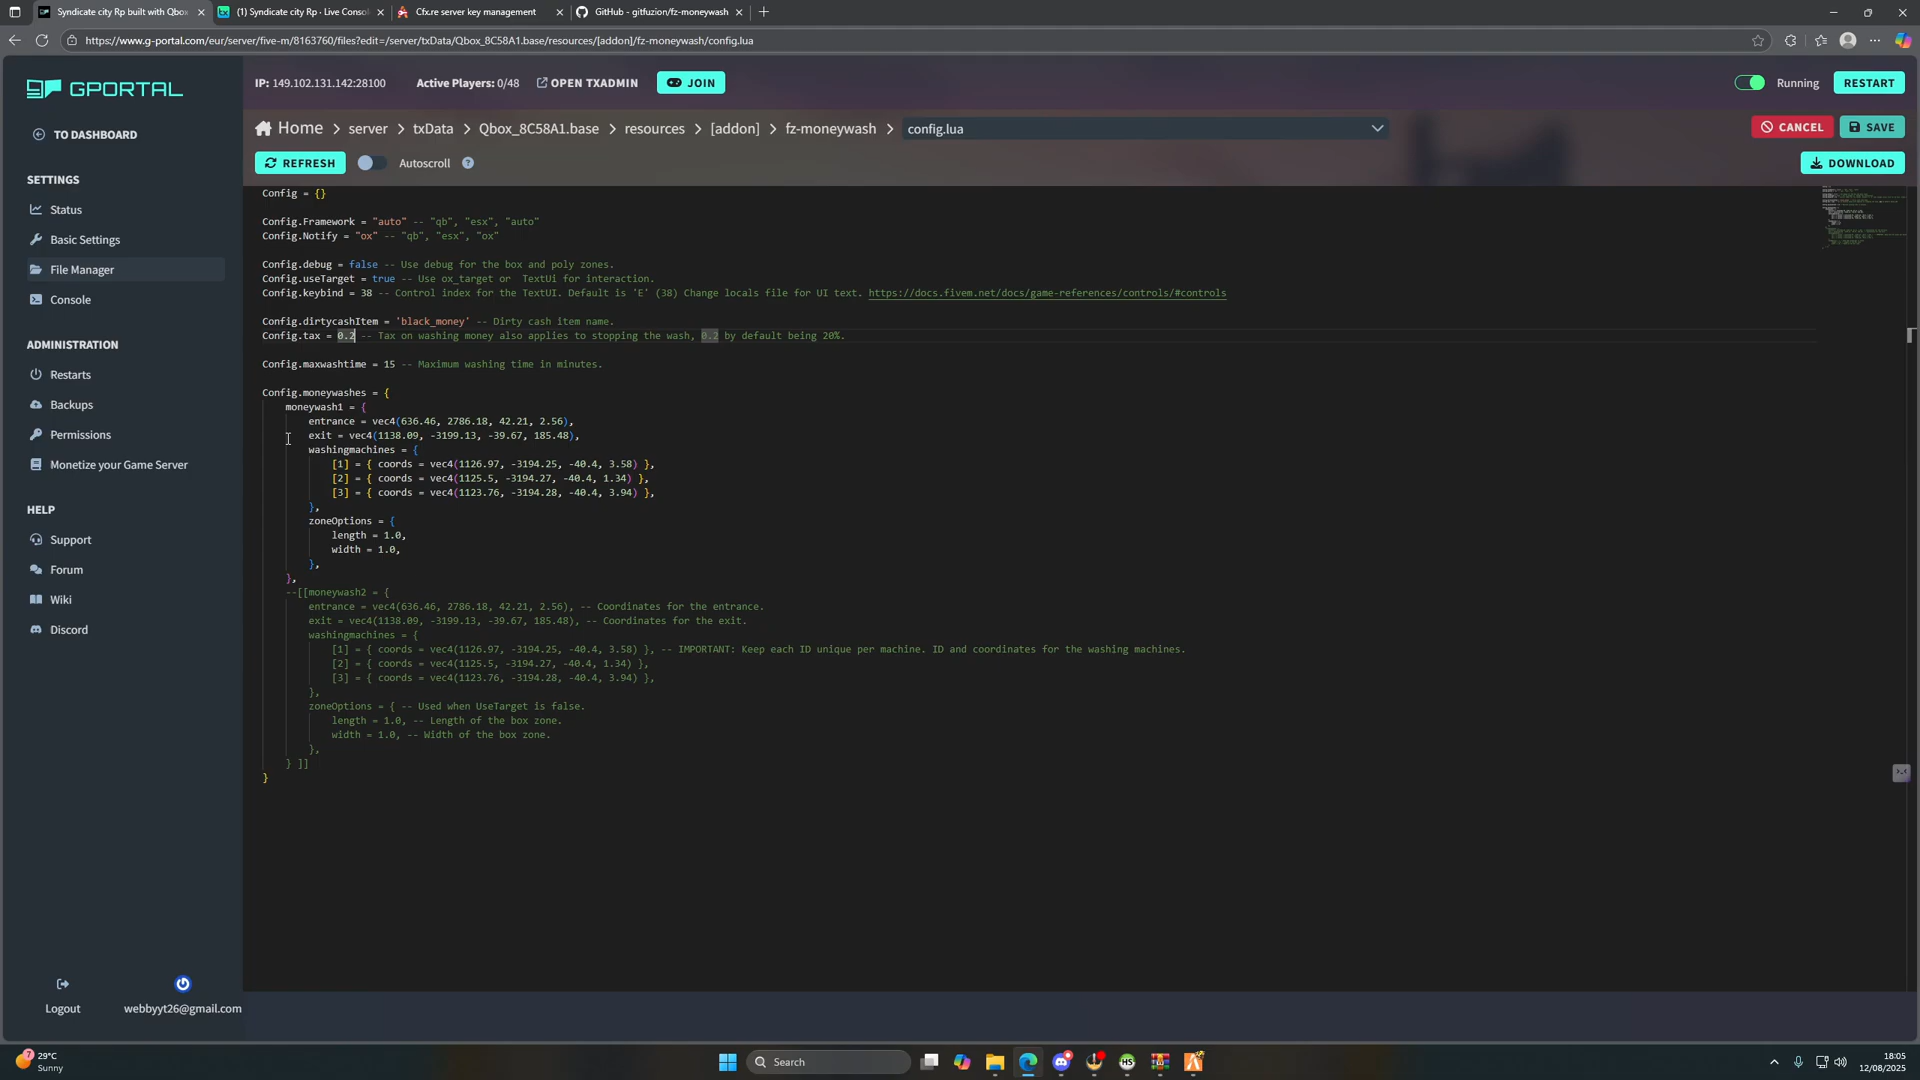 Syndicate city Rp built with Qbox
(1) Syndicate city Rp · Live Conso
Cfx.re server key management
GitHub - gitfuzion/fz-moneywash
https://www.g-portal.com/eur/server/five-m/8163760/files?edit=/server/txData/Qbox_8C58A1.base/resources/[addon]/fz-moneywash/config.lua
GPORTAL
IP: 149.102.131.142:28100
Active Players: 0/48
OPEN TXADMIN
JOIN
Running
RESTART
TO DASHBOARD
Home > server > txData > Qbox_8C58A1.base > resources > [addon] > fz-moneywash > config.lua
CANCEL
SAVE
REFRESH
Autoscroll
?
DOWNLOAD
SETTINGS
Status
Basic Settings
File Manager
Console
ADMINISTRATION
Restarts
Backups
Permissions
Monetize your Game Server
HELP
Support
Forum
Wiki
Discord
Logout
webbyyt26@gmail.com
Config = {}
Config.Framework = "auto" -- "qb", "esx", "auto"
Config.Notify = "ox" -- "qb", "esx", "ox"
Config.debug = false -- Use debug for the box and poly zones.
Config.useTarget = true -- Use ox_target or  TextUi for interaction.
Config.keybind = 38 -- Control index for the TextUI. Default is 'E' (38) Change locals file for UI text. https://docs.fivem.net/docs/game-references/controls/#controls
Config.dirtycashItem = 'black_money' -- Dirty cash item name.
Config.tax = 0.2 -- Tax on washing money also applies to stopping the wash, 0.2 by default being 20%.
Config.maxwashtime = 15 -- Maximum washing time in minutes.
Config.moneywashes = {
moneywash1 = {
entrance = vec4(636.46, 2786.18, 42.21, 2.56),
exit = vec4(1138.09, -3199.13, -39.67, 185.48),
washingmachines = {
[1] = { coords = vec4(1126.97, -3194.25, -40.4, 3.58) },
[2] = { coords = vec4(1125.5, -3194.27, -40.4, 1.34) },
[3] = { coords = vec4(1123.76, -3194.28, -40.4, 3.94) },
},
zoneOptions = {
length = 1.0,
width = 1.0,
},
},
--[[moneywash2 = {
entrance = vec4(636.46, 2786.18, 42.21, 2.56), -- Coordinates for the entrance.
exit = vec4(1138.09, -3199.13, -39.67, 185.48), -- Coordinates for the exit.
washingmachines = {
[1] = { coords = vec4(1126.97, -3194.25, -40.4, 3.58) }, -- IMPORTANT: Keep each ID unique per machine. ID and coordinates for the washing machines.
[2] = { coords = vec4(1125.5, -3194.27, -40.4, 1.34) },
[3] = { coords = vec4(1123.76, -3194.28, -40.4, 3.94) },
},
zoneOptions = { -- Used when UseTarget is false.
length = 1.0, -- Length of the box zone.
width = 1.0, -- Width of the box zone.
},
} ]]
}
7
29°C
Sunny
Search
HS
18:05
12/08/2025